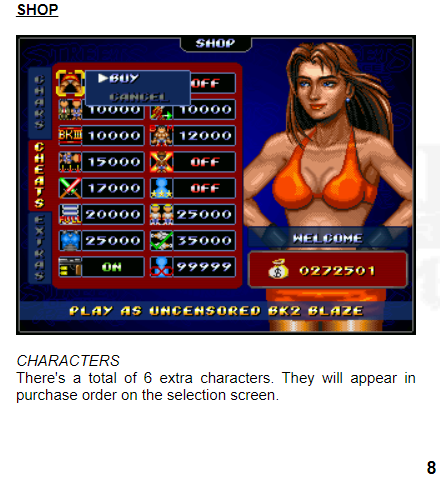 SHOP
SHOP
CHARS
CHEATS
EXTRAS
▶BUY
CANCEL
OFF
10000 10000
BKIII 10000 12000
15000 OFF
17000 OFF
20000 25000
25000 35000
ON 99999
WELCOME
$ 0272501
PLAY AS UNCENSORED BK2 BLAZE
CHARACTERS
There's a total of 6 extra characters. They will appear in
purchase order on the selection screen.
8